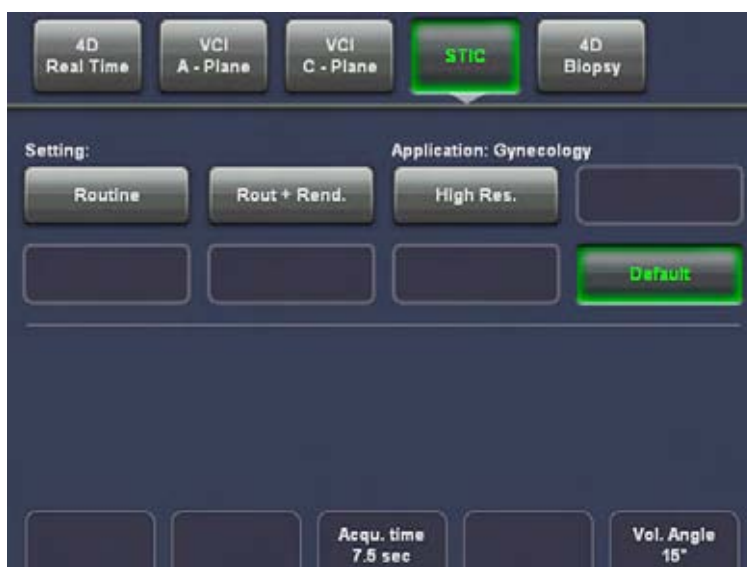 4D
Real Time
VCI
A - Plane
VCI
C - Plane
STIC
4D
Biopsy
Setting:
Application: Gynecology
Routine
Rout + Rend.
High Res.
Default
Acqu. time
7.5 sec
Vol. Angle
15°